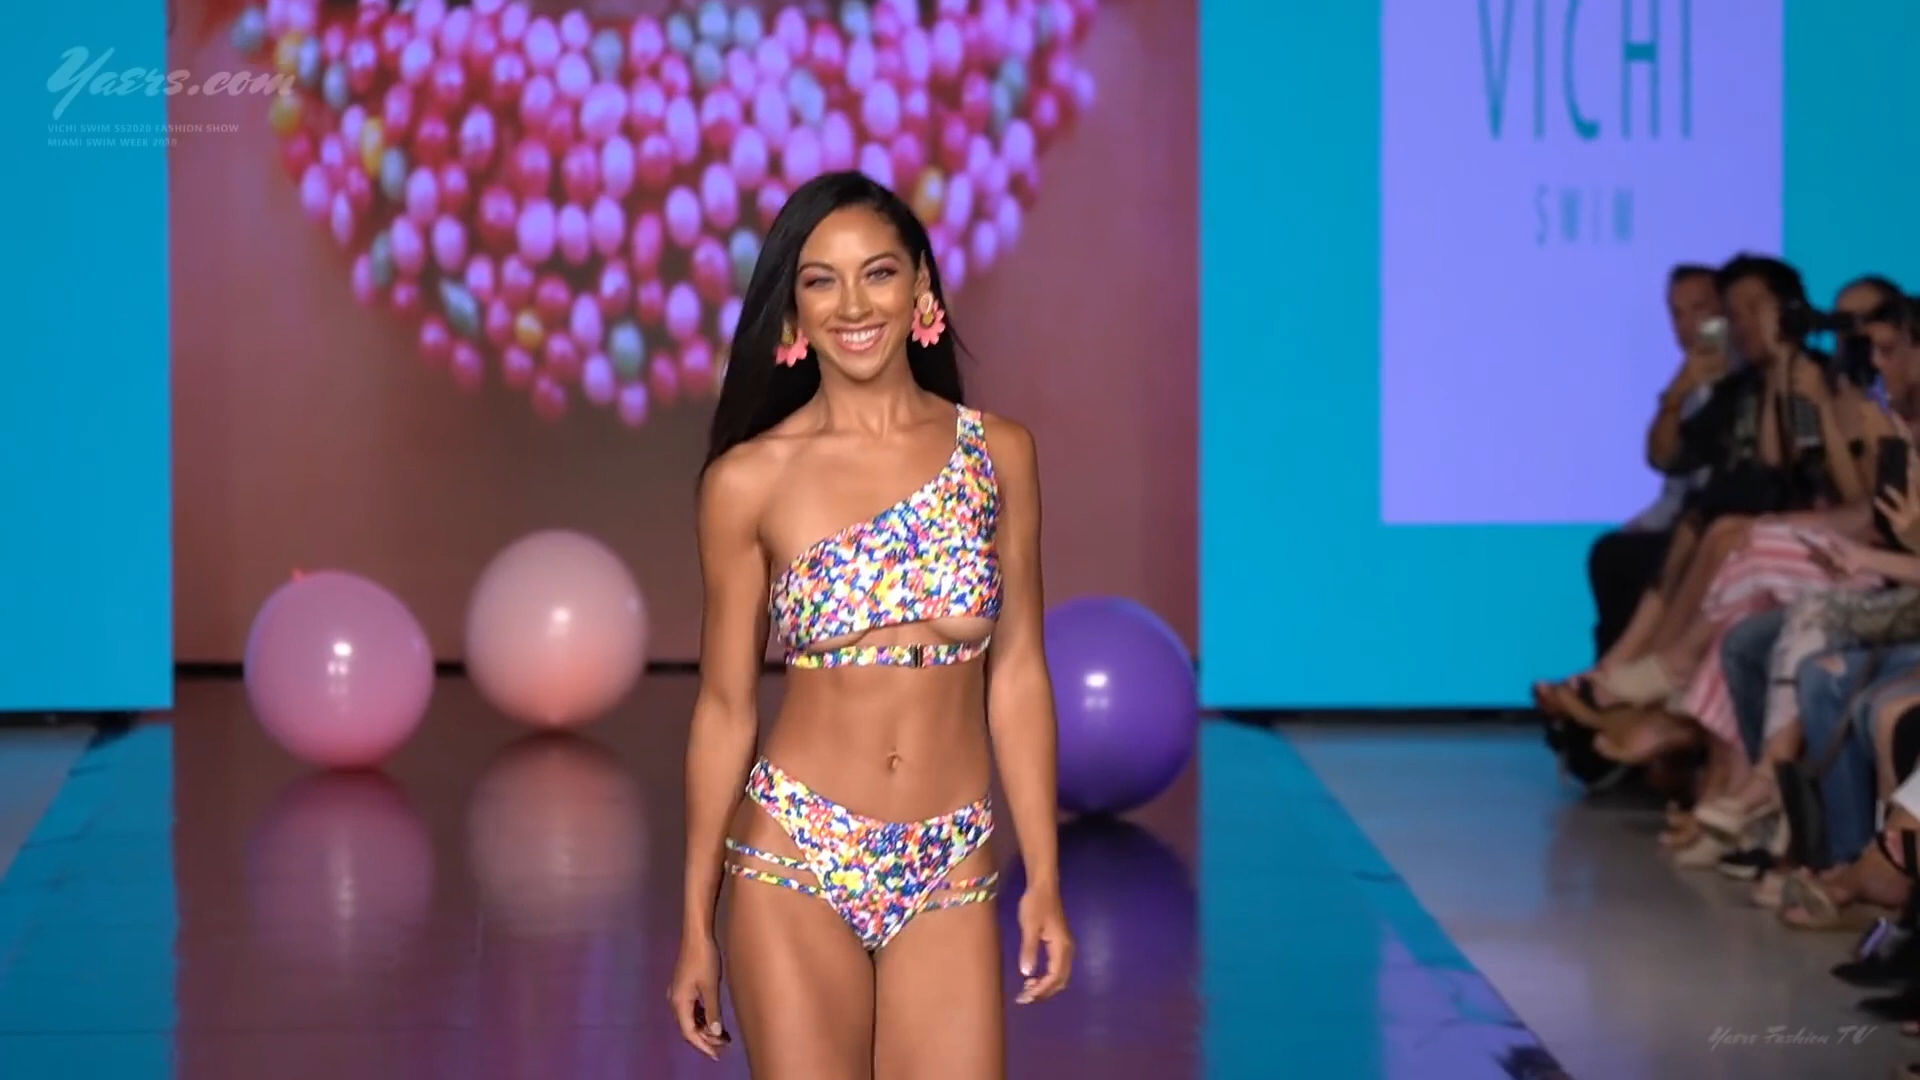 Yaers.com
VICHI SWIM SS2020 FASHION SHOW
MIAMI SWIM WEEK 2019
VICHI
SWIM
Yaers Fashion TV